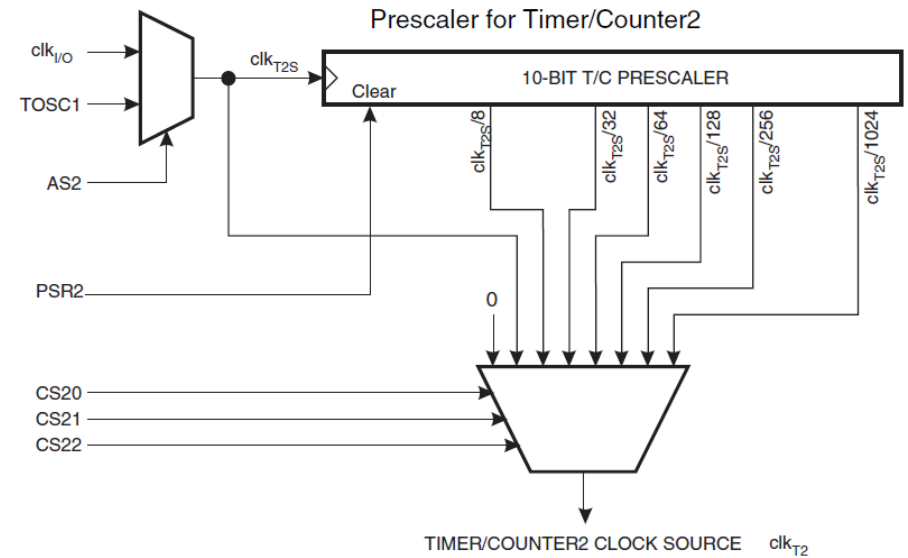 Prescaler for Timer/Counter2
clkI/O
clkT2S
10-BIT T/C PRESCALER
TOSC1
Clear
clkT2S/8
clkT2S/32
clkT2S/64
clkT2S/128
clkT2S/256
clkT2S/1024
AS2
PSR2
0
CS20
CS21
CS22
TIMER/COUNTER2 CLOCK SOURCE clkT2